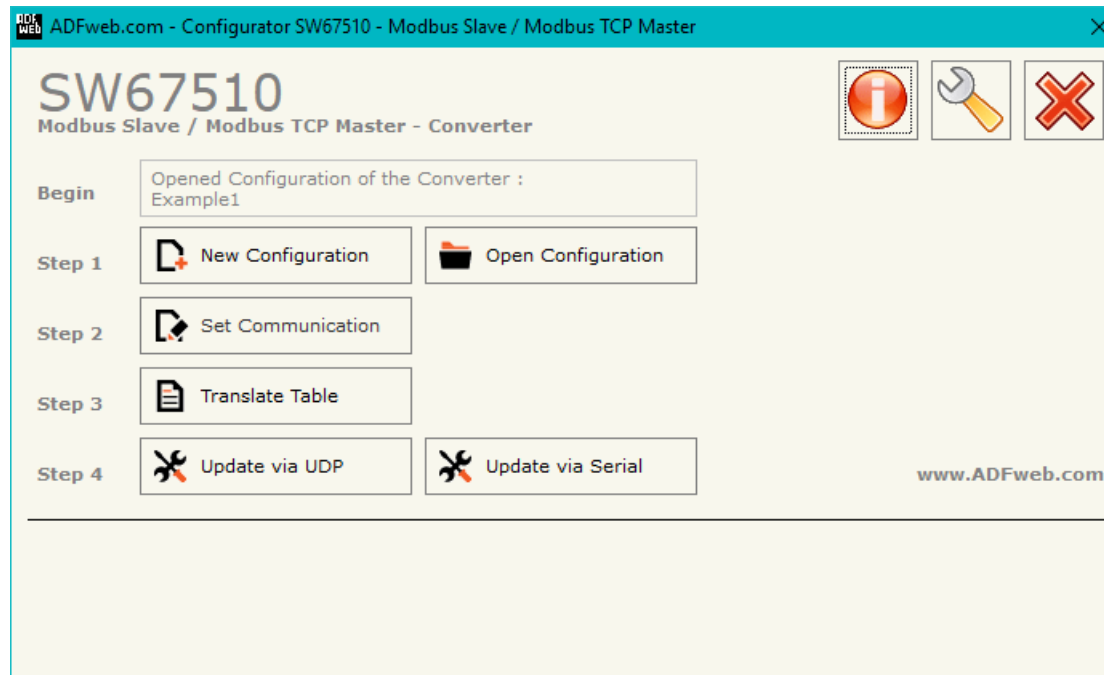 ADF
WEB
ADFweb.com - Configurator SW67510 - Modbus Slave / Modbus TCP Master
SW67510
Modbus Slave / Modbus TCP Master - Converter
Begin
Opened Configuration of the Converter :
Example1
Step 1
New Configuration
Open Configuration
Step 2
Set Communication
Step 3
Translate Table
Step 4
Update via UDP
Update via Serial
www.ADFweb.com